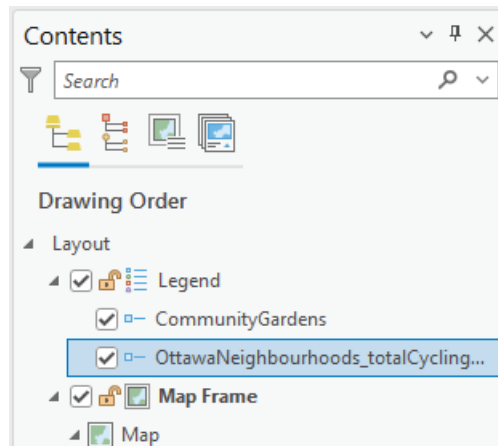 Contents
Search
Drawing Order
Layout
Legend
CommunityGardens
OttawaNeighbourhoods_totalCycling...
Map Frame
Map